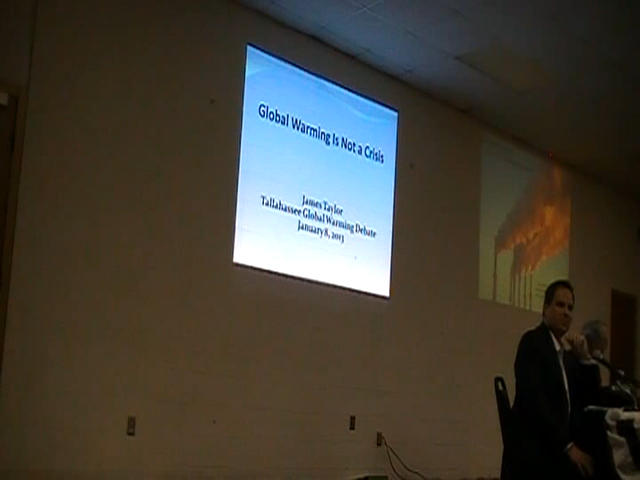 Global Warming Is Not a Crisis
James Taylor
Tallahassee Global Warming Debate
January 8, 2013